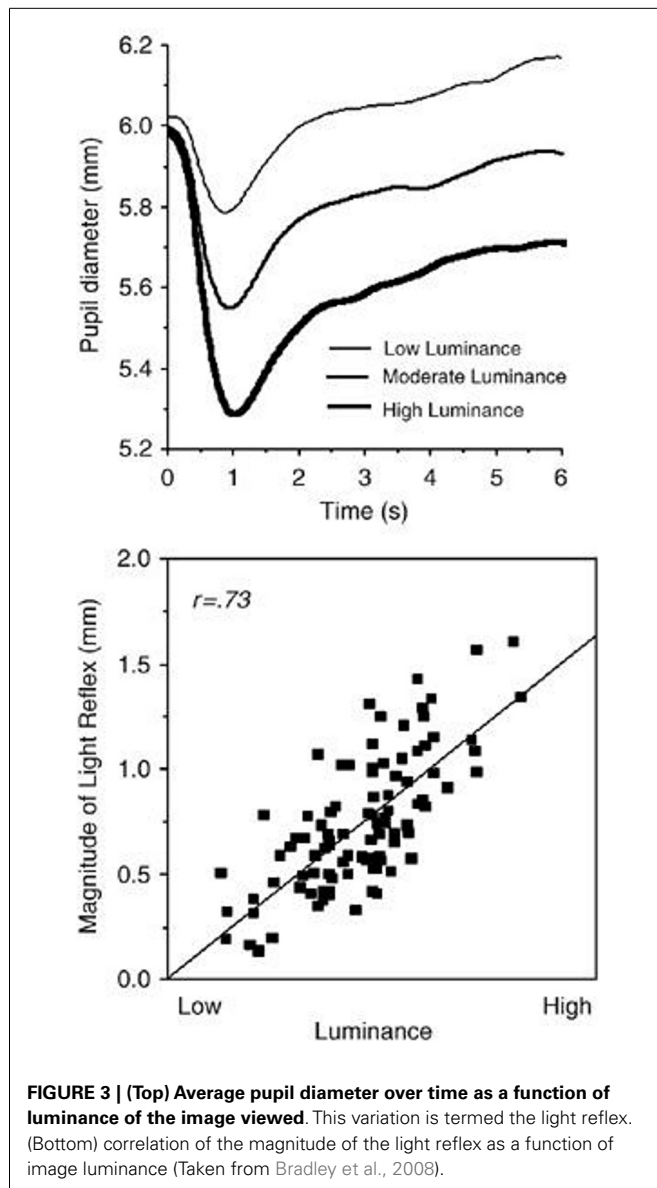 6.2
6.0
5.8
5.6
5.4
5.2
Pupil diameter (mm)
Low Luminance
Moderate Luminance
High Luminance
0 1 2 3 4 5 6
Time (s)
2.0
1.5
1.0
0.5
0.0
Magnitude of Light Reflex (mm)
r=.73
Low High
Luminance
FIGURE 3 | (Top) Average pupil diameter over time as a function of
luminance of the image viewed. This variation is termed the light reflex.
(Bottom) correlation of the magnitude of the light reflex as a function of
image luminance (Taken from Bradley et al., 2008).